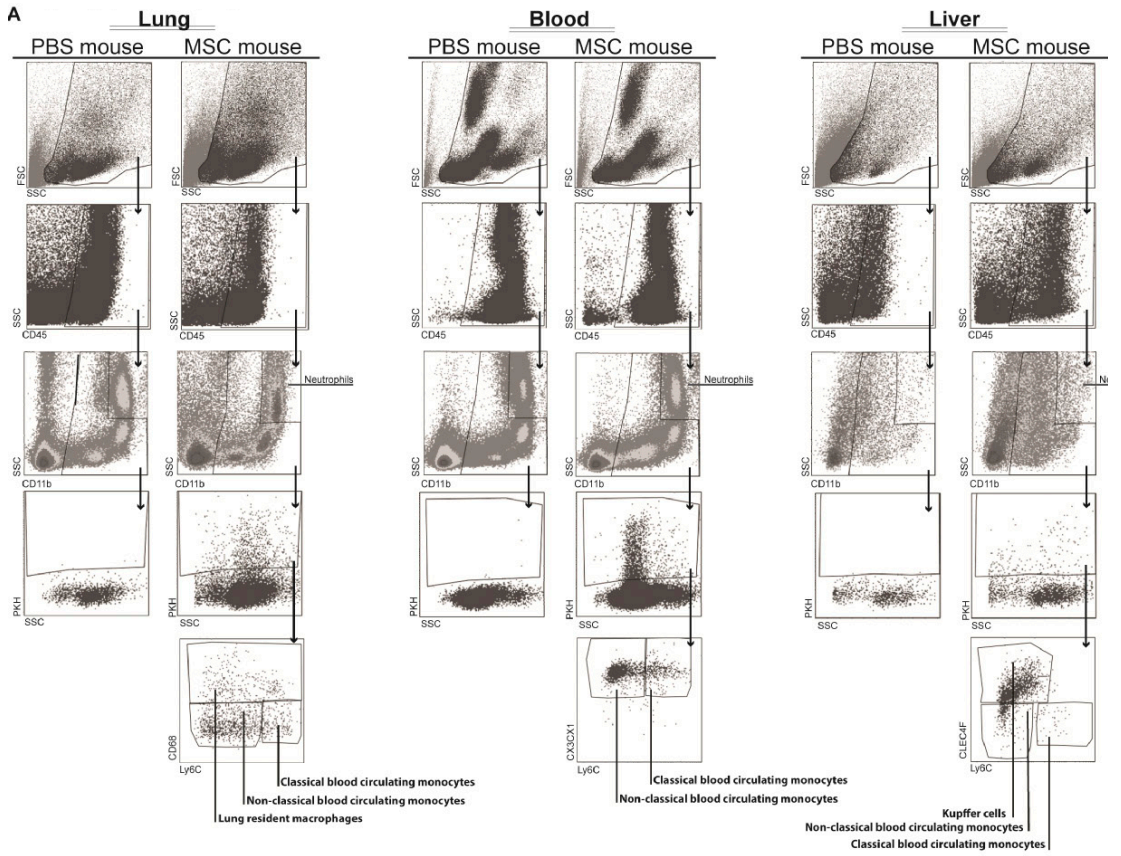 A
Lung Blood Liver
PBS mouse MSC mouse PBS mouse MSC mouse PBS mouse MSC mouse
FSC FSC FSC FSC FSC FSC
SSC SSC SSC SSC SSC SSC
SSC SSC SSC SSC SSC SSC
CD45 CD45 CD45 CD45 CD45 CD45
Neutrophils Neutrophils Ne
SSC SSC SSC SSC SSC SSC
CD11b CD11b CD11b CD11b CD11b CD11b
PKH PKH PKH PKH PKH PKH
SSC SSC SSC SSC SSC SSC
CD68 CX3CX1 CLEC4F
Ly6C Ly6C Ly6C
Classical blood circulating monocytes
Non-classical blood circulating monocytes
Lung resident macrophages
Classical blood circulating monocytes
Non-classical blood circulating monocytes
Kupffer cells
Non-classical blood circulating monocytes
Classical blood circulating monocytes